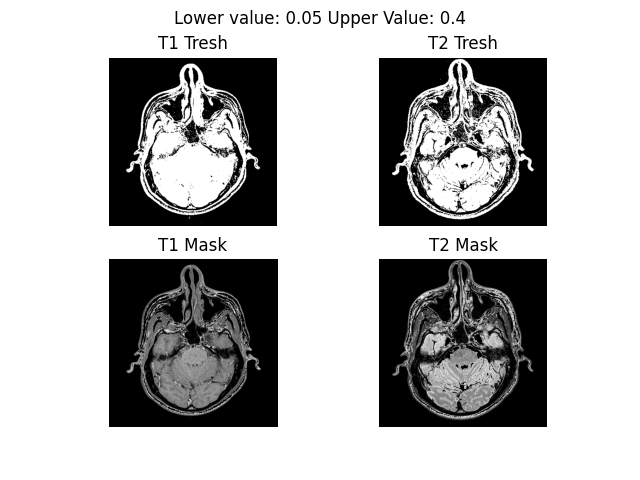 Lower value: 0.05 Upper Value: 0.4
T1 Tresh
T2 Tresh
T1 Mask
T2 Mask